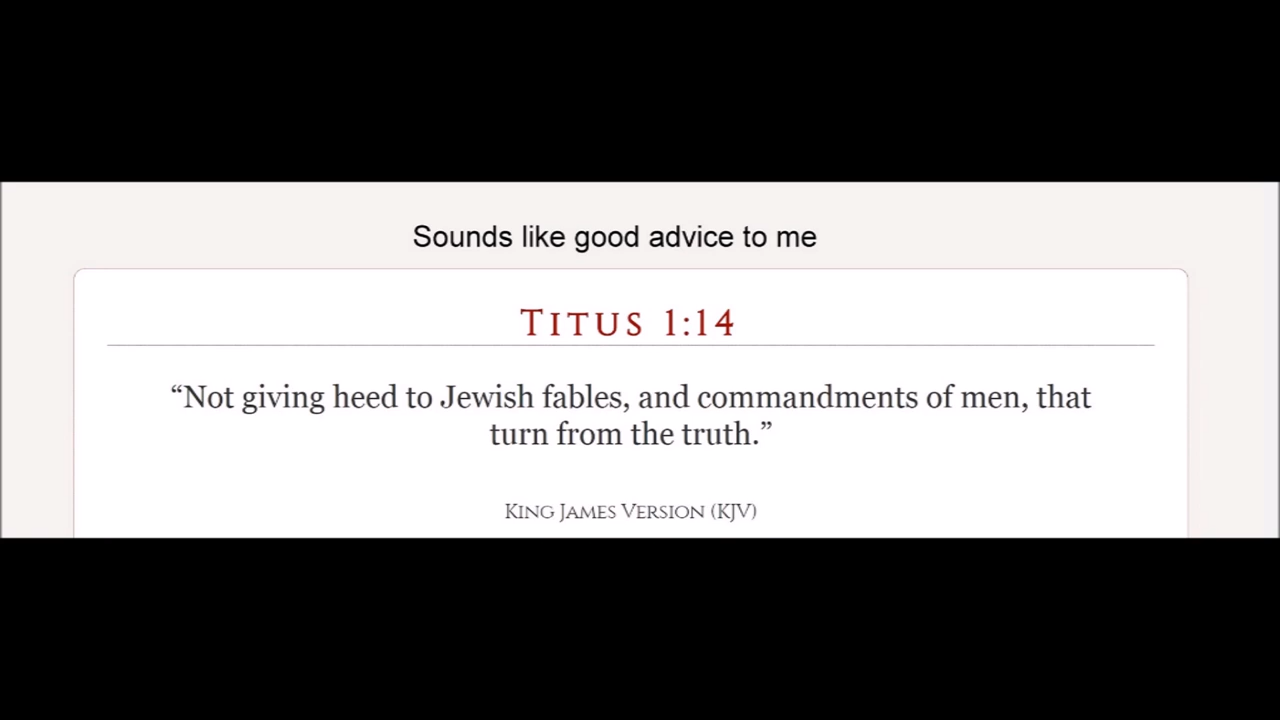 Sounds like good advice to me
Titus 1:14
“Not giving heed to Jewish fables, and commandments of men, that
turn from the truth.”
King James Version (KJV)